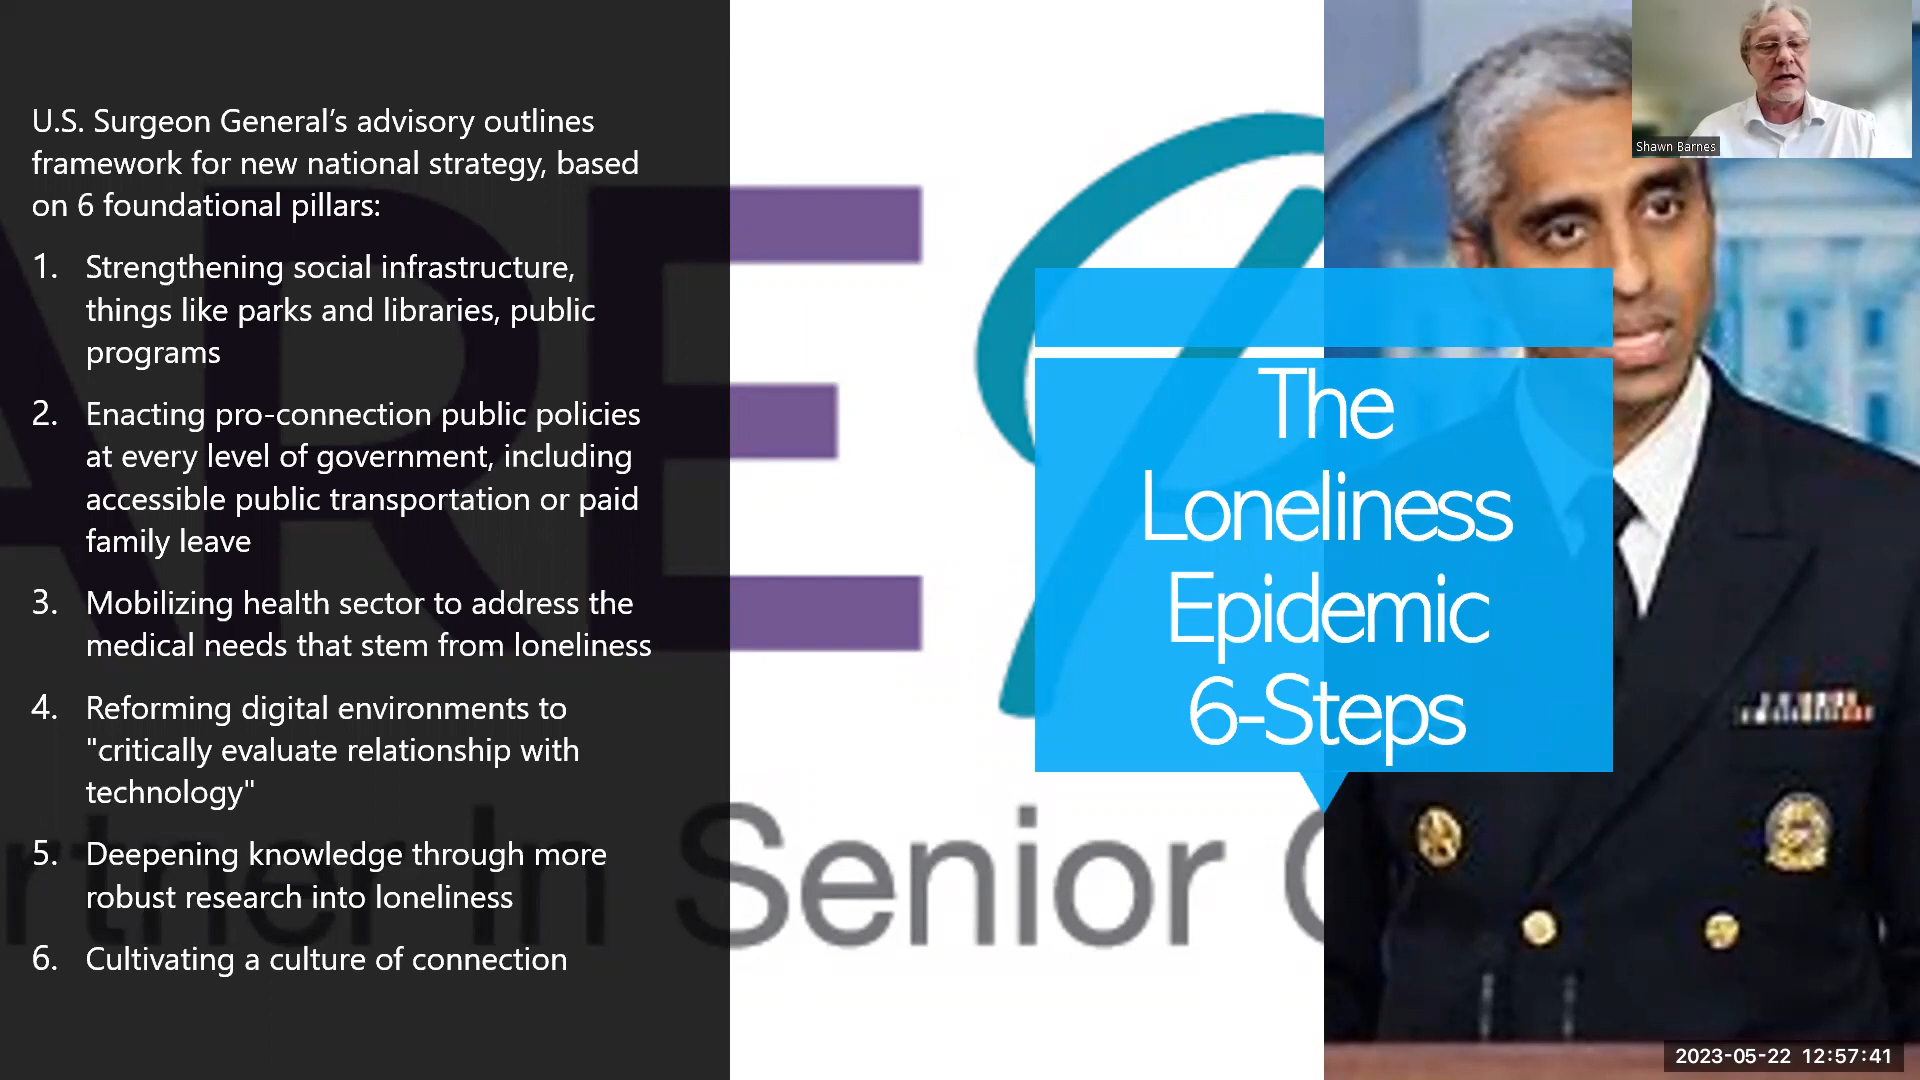 U.S. Surgeon General’s advisory outlines
framework for new national strategy, based
on 6 foundational pillars:
1. Strengthening social infrastructure,
things like parks and libraries, public
programs
2. Enacting pro-connection public policies
at every level of government, including
accessible public transportation or paid
family leave
3. Mobilizing health sector to address the
medical needs that stem from loneliness
4. Reforming digital environments to
"critically evaluate relationship with
technology"
5. Deepening knowledge through more
robust research into loneliness
6. Cultivating a culture of connection
ARE
rtner In Senior C
The
Loneliness
Epidemic
6-Steps
Shawn Barnes
2023-05-22 12:57:41